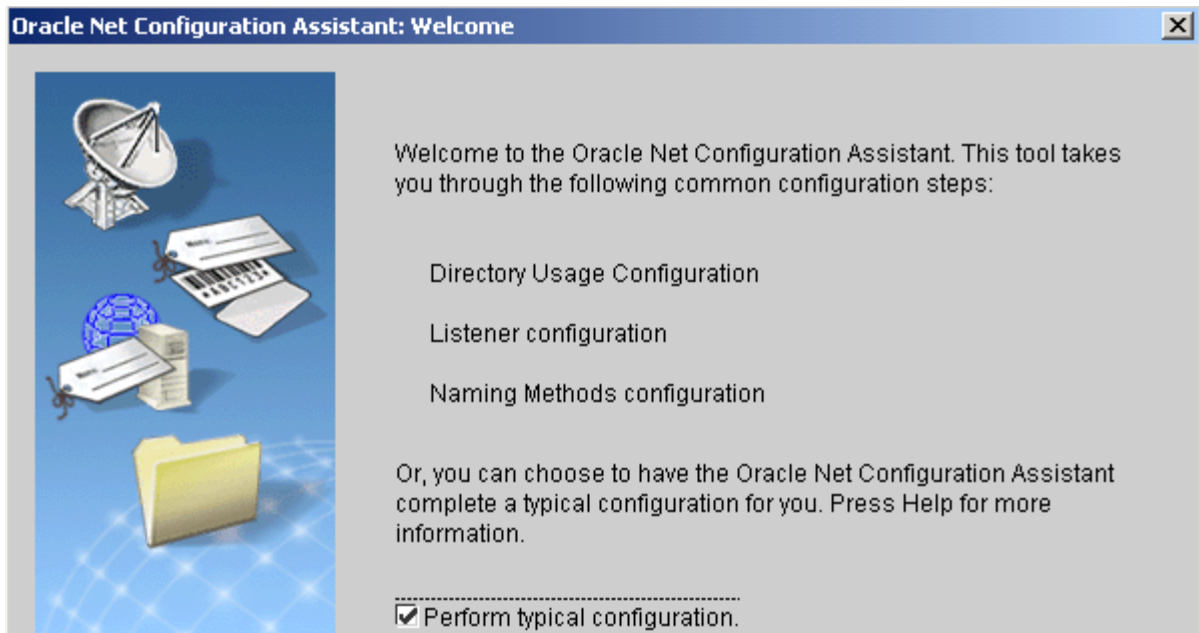 Oracle Net Configuration Assistant: Welcome
Welcome to the Oracle Net Configuration Assistant. This tool takes
you through the following common configuration steps:
Directory Usage Configuration
Listener configuration
Naming Methods configuration
Or, you can choose to have the Oracle Net Configuration Assistant
complete a typical configuration for you. Press Help for more
information.
Perform typical configuration.